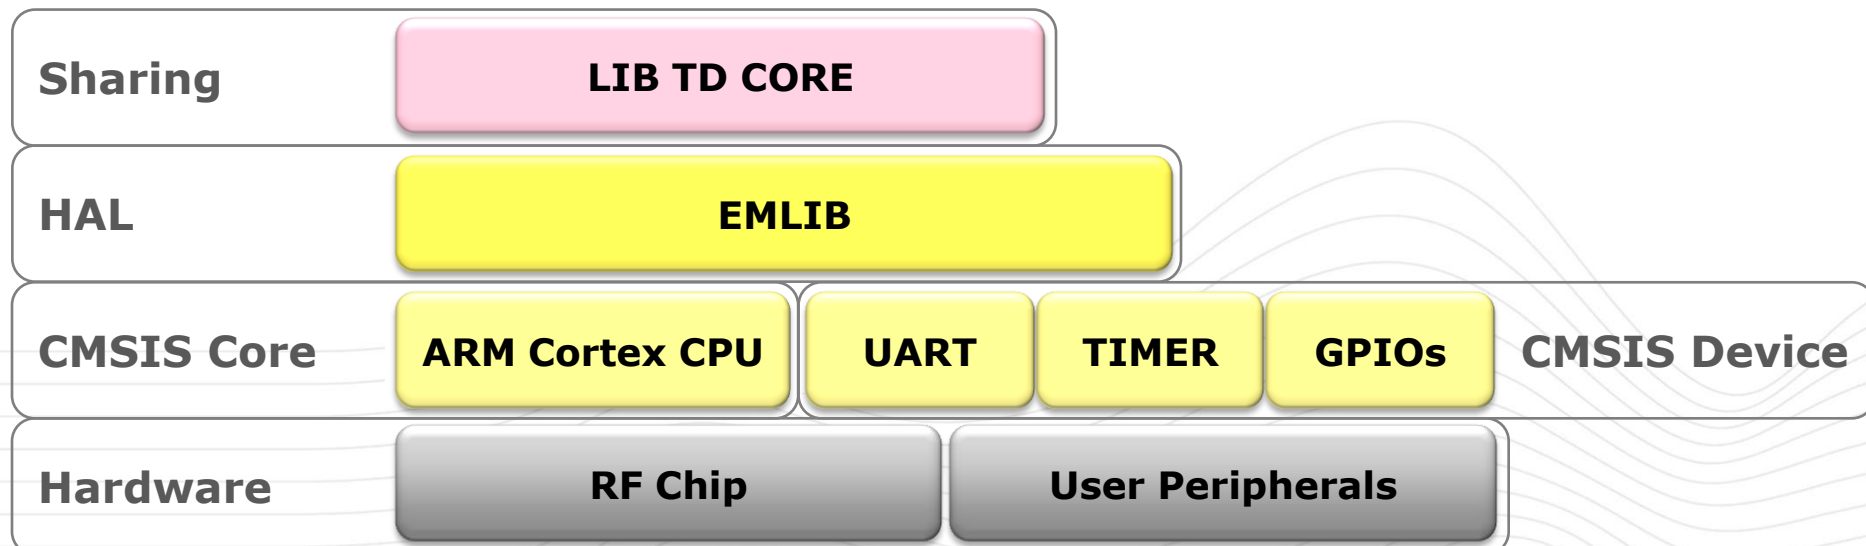 Sharing
LIB TD CORE
HAL
EMLIB
CMSIS Core
ARM Cortex CPU
UART
TIMER
GPIOs
CMSIS Device
Hardware
RF Chip
User Peripherals